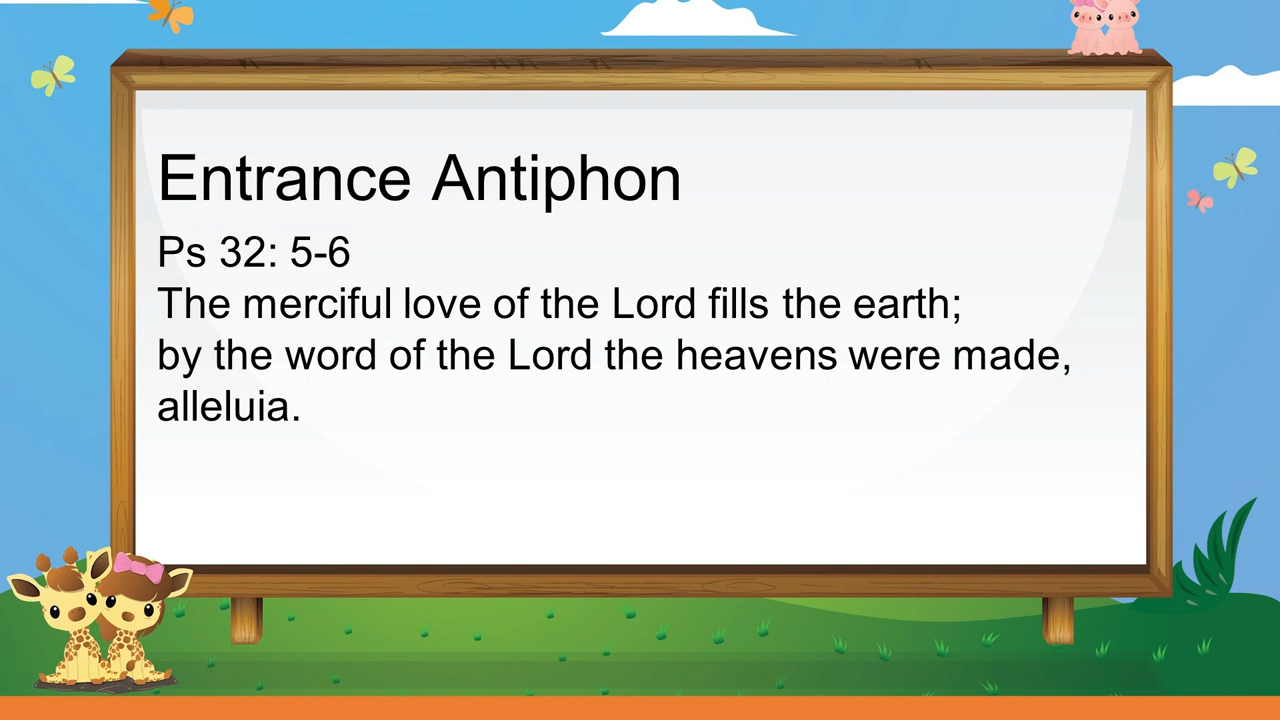 Entrance Antiphon
Ps 32: 5-6
The merciful love of the Lord fills the earth;
by the word of the Lord the heavens were made,
alleluia.